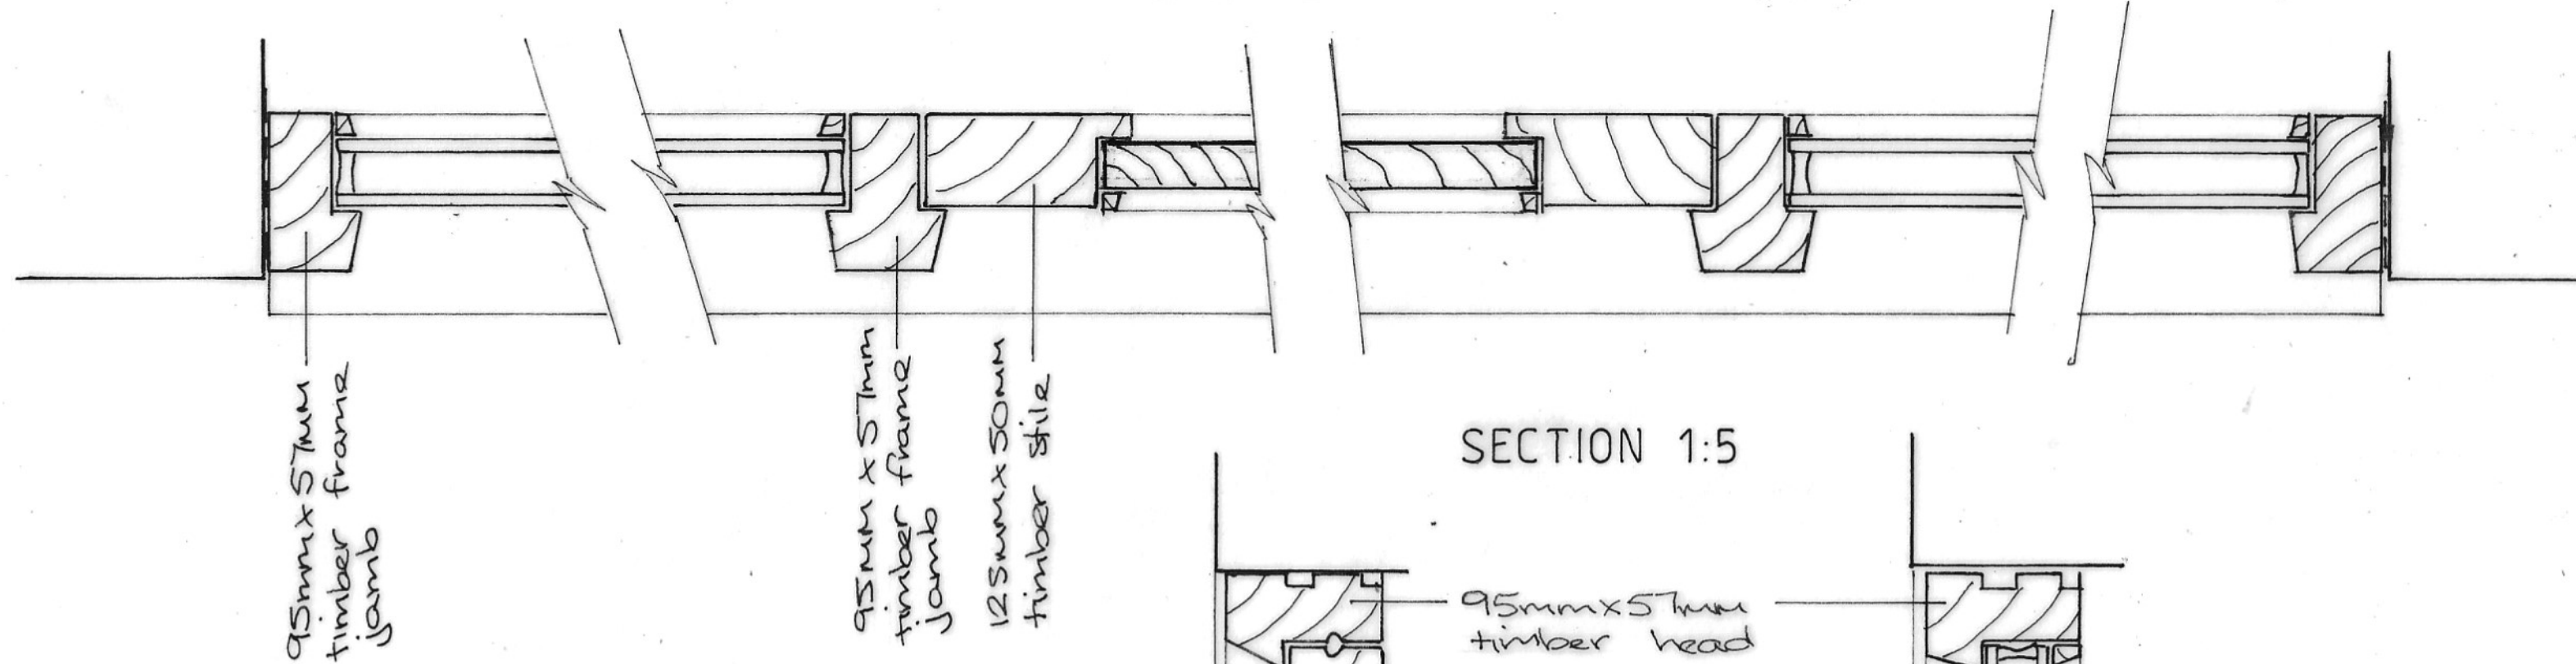 95mm x 57mm
timber frame
jamb
95mm x 57mm
timber frame
jamb
125mm x 50mm
timber stile
SECTION 1:5
95mm x 57mm
timber head